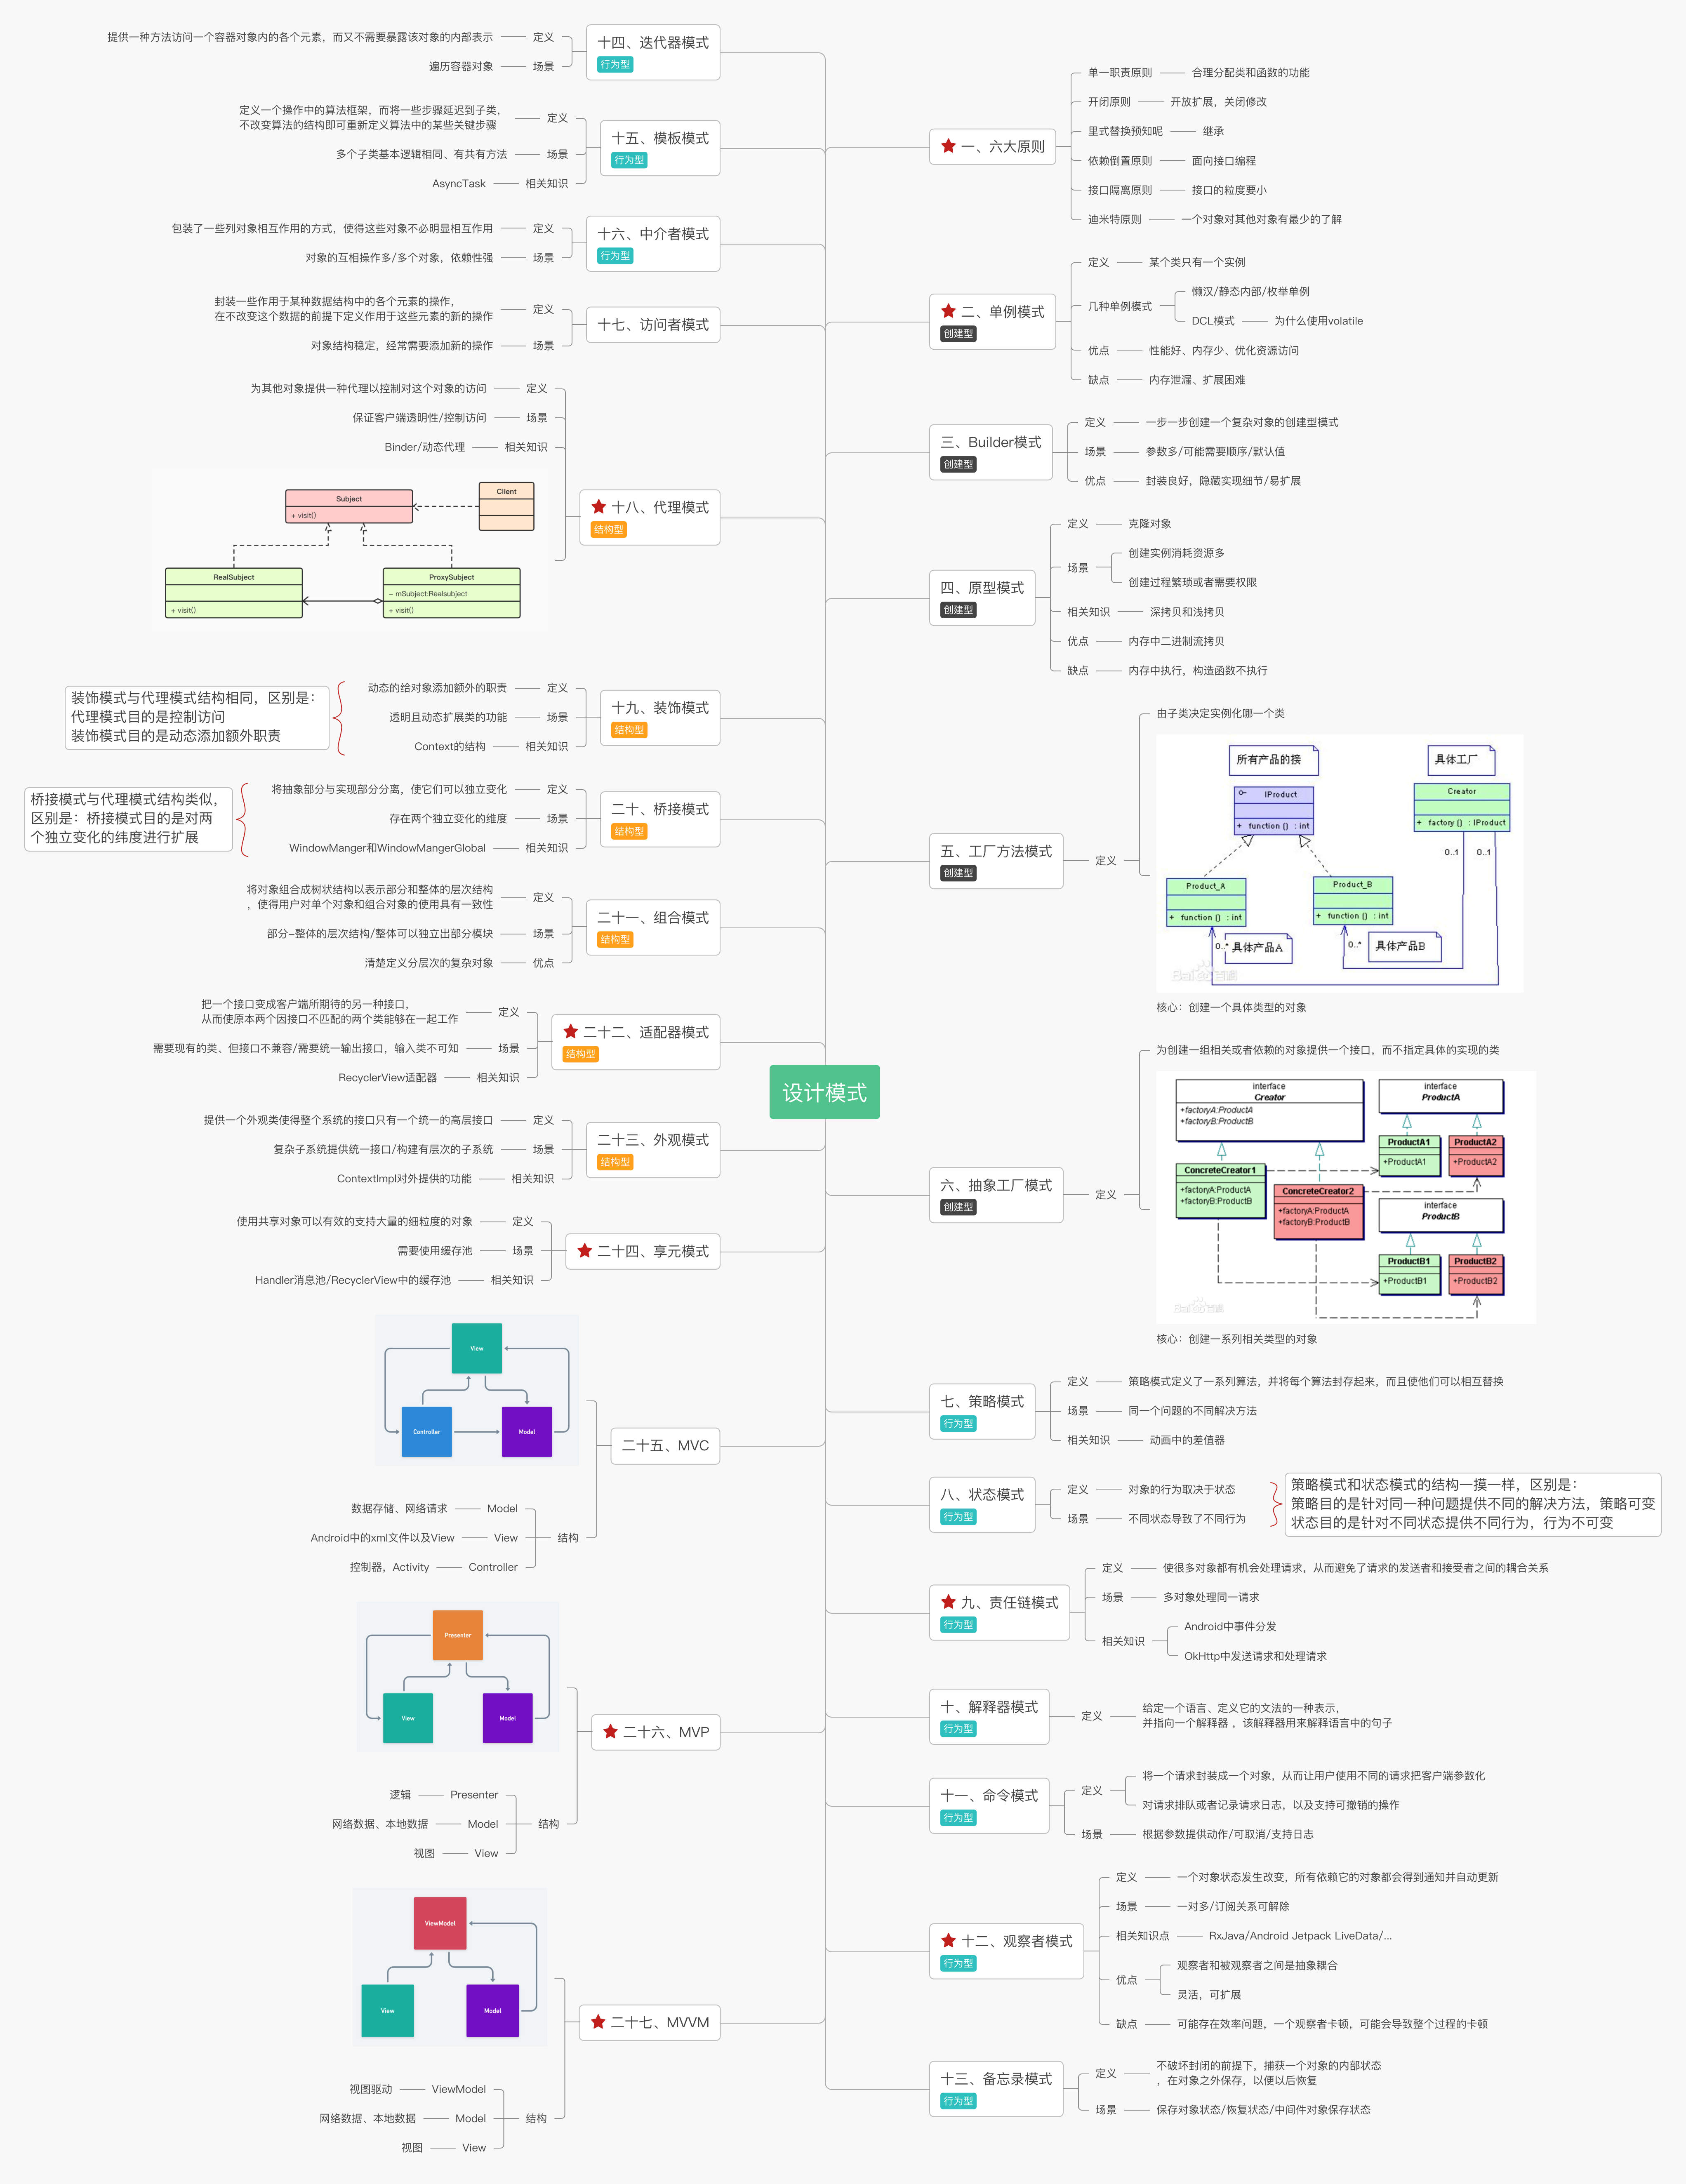 设计模式
一、六大原则
单一职责原则
合理分配类和函数的功能
开闭原则
开放扩展，关闭修改
里式替换预知呢
继承
依赖倒置原则
面向接口编程
接口隔离原则
接口的粒度要小
迪米特原则
一个对象对其他对象有最少的了解
二、单例模式
创建型
定义
某个类只有一个实例
几种单例模式
懒汉/静态内部/枚举单例
DCL模式
为什么使用volatile
优点
性能好、内存少、优化资源访问
缺点
内存泄漏、扩展困难
三、Builder模式
创建型
定义
一步一步创建一个复杂对象的创建型模式
场景
参数多/可能需要顺序/默认值
优点
封装良好，隐藏实现细节/易扩展
四、原型模式
创建型
定义
克隆对象
场景
创建实例消耗资源多
创建过程繁琐或者需要权限
相关知识
深拷贝和浅拷贝
优点
内存中二进制流拷贝
缺点
内存中执行，构造函数不执行
五、工厂方法模式
创建型
定义
由子类决定实例化哪一个类
所有产品的接
具体工厂
IProduct
+ function () : int
Creator
+ factory () : IProduct
0..1
0..1
Product_A
+ function () : int
Product_B
+ function () : int
0..*
具体产品A
0..*
具体产品B
Bai 百科
核心：创建一个具体类型的对象
六、抽象工厂模式
创建型
定义
为创建一组相关或者依赖的对象提供一个接口，而不指定具体的实现的类
interface
Creator
+factoryA:ProductA
+factoryB:ProductB
interface
ProductA
ProductA1
+ProductA1
ProductA2
+ProductA2
ConcreteCreator1
+factoryA:ProductA
+factoryB:ProductB
ConcreteCreator2
+factoryA:ProductA
+factoryB:ProductB
interface
ProductB
ProductB1
+ProductB1
ProductB2
+ProductB2
Bai 百科
核心：创建一系列相关类型的对象
七、策略模式
行为型
定义
策略模式定义了一系列算法，并将每个算法封存起来，而且使他们可以相互替换
场景
同一个问题的不同解决方法
相关知识
动画中的差值器
八、状态模式
行为型
定义
对象的行为取决于状态
场景
不同状态导致了不同行为
策略模式和状态模式的结构一摸一样，区别是：
策略目的是针对同一种问题提供不同的解决方法，策略可变
状态目的是针对不同状态提供不同行为，行为不可变
九、责任链模式
行为型
定义
使很多对象都有机会处理请求，从而避免了请求的发送者和接受者之间的耦合关系
场景
多对象处理同一请求
相关知识
Android中事件分发
OkHttp中发送请求和处理请求
十、解释器模式
行为型
定义
给定一个语言、定义它的文法的一种表示，
并指向一个解释器 ，该解释器用来解释语言中的句子
十一、命令模式
行为型
定义
将一个请求封装成一个对象，从而让用户使用不同的请求把客户端参数化
对请求排队或者记录请求日志，以及支持可撤销的操作
场景
根据参数提供动作/可取消/支持日志
十二、观察者模式
行为型
定义
一个对象状态发生改变，所有依赖它的对象都会得到通知并自动更新
场景
一对多/订阅关系可解除
相关知识点
RxJava/Android Jetpack LiveData/...
优点
观察者和被观察者之间是抽象耦合
灵活，可扩展
缺点
可能存在效率问题，一个观察者卡顿，可能会导致整个过程的卡顿
十三、备忘录模式
行为型
定义
不破坏封闭的前提下，捕获一个对象的内部状态
，在对象之外保存，以便以后恢复
场景
保存对象状态/恢复状态/中间件对象保存状态
十四、迭代器模式
行为型
定义
提供一种方法访问一个容器对象内的各个元素，而又不需要暴露该对象的内部表示
场景
遍历容器对象
十五、模板模式
行为型
定义
定义一个操作中的算法框架，而将一些步骤延迟到子类，
不改变算法的结构即可重新定义算法中的某些关键步骤
场景
多个子类基本逻辑相同、有共有方法
相关知识
AsyncTask
十六、中介者模式
行为型
定义
包装了一些列对象相互作用的方式，使得这些对象不必明显相互作用
场景
对象的互相操作多/多个对象，依赖性强
十七、访问者模式
定义
封装一些作用于某种数据结构中的各个元素的操作，
在不改变这个数据的前提下定义作用于这些元素的新的操作
场景
对象结构稳定，经常需要添加新的操作
十八、代理模式
结构型
定义
为其他对象提供一种代理以控制对这个对象的访问
场景
保证客户端透明性/控制访问
相关知识
Binder/动态代理
Subject
+ visit()
Client
RealSubject
+ visit()
ProxySubject
- mSubject:Realsubject
+ visit()
十九、装饰模式
结构型
定义
动态的给对象添加额外的职责
场景
透明且动态扩展类的功能
相关知识
Context的结构
装饰模式与代理模式结构相同，区别是：
代理模式目的是控制访问
装饰模式目的是动态添加额外职责
二十、桥接模式
结构型
定义
将抽象部分与实现部分分离，使它们可以独立变化
场景
存在两个独立变化的维度
相关知识
WindowManger和WindowMangerGlobal
桥接模式与代理模式结构类似，
区别是：桥接模式目的是对两
个独立变化的纬度进行扩展
二十一、组合模式
结构型
定义
将对象组合成树状结构以表示部分和整体的层次结构
，使得用户对单个对象和组合对象的使用具有一致性
场景
部分-整体的层次结构/整体可以独立出部分模块
优点
清楚定义分层次的复杂对象
二十二、适配器模式
结构型
定义
把一个接口变成客户端所期待的另一种接口，
从而使原本两个因接口不匹配的两个类能够在一起工作
场景
需要现有的类、但接口不兼容/需要统一输出接口，输入类不可知
相关知识
RecyclerView适配器
二十三、外观模式
结构型
定义
提供一个外观类使得整个系统的接口只有一个统一的高层接口
场景
复杂子系统提供统一接口/构建有层次的子系统
相关知识
ContextImpl对外提供的功能
二十四、享元模式
定义
使用共享对象可以有效的支持大量的细粒度的对象
场景
需要使用缓存池
相关知识
Handler消息池/RecyclerView中的缓存池
二十五、MVC
View
Controller
Model
结构
Model
数据存储、网络请求
View
Android中的xml文件以及View
Controller
控制器，Activity
二十六、MVP
Presenter
View
Model
结构
Presenter
逻辑
Model
网络数据、本地数据
View
视图
二十七、MVVM
ViewModel
View
Model
结构
ViewModel
视图驱动
Model
网络数据、本地数据
View
视图